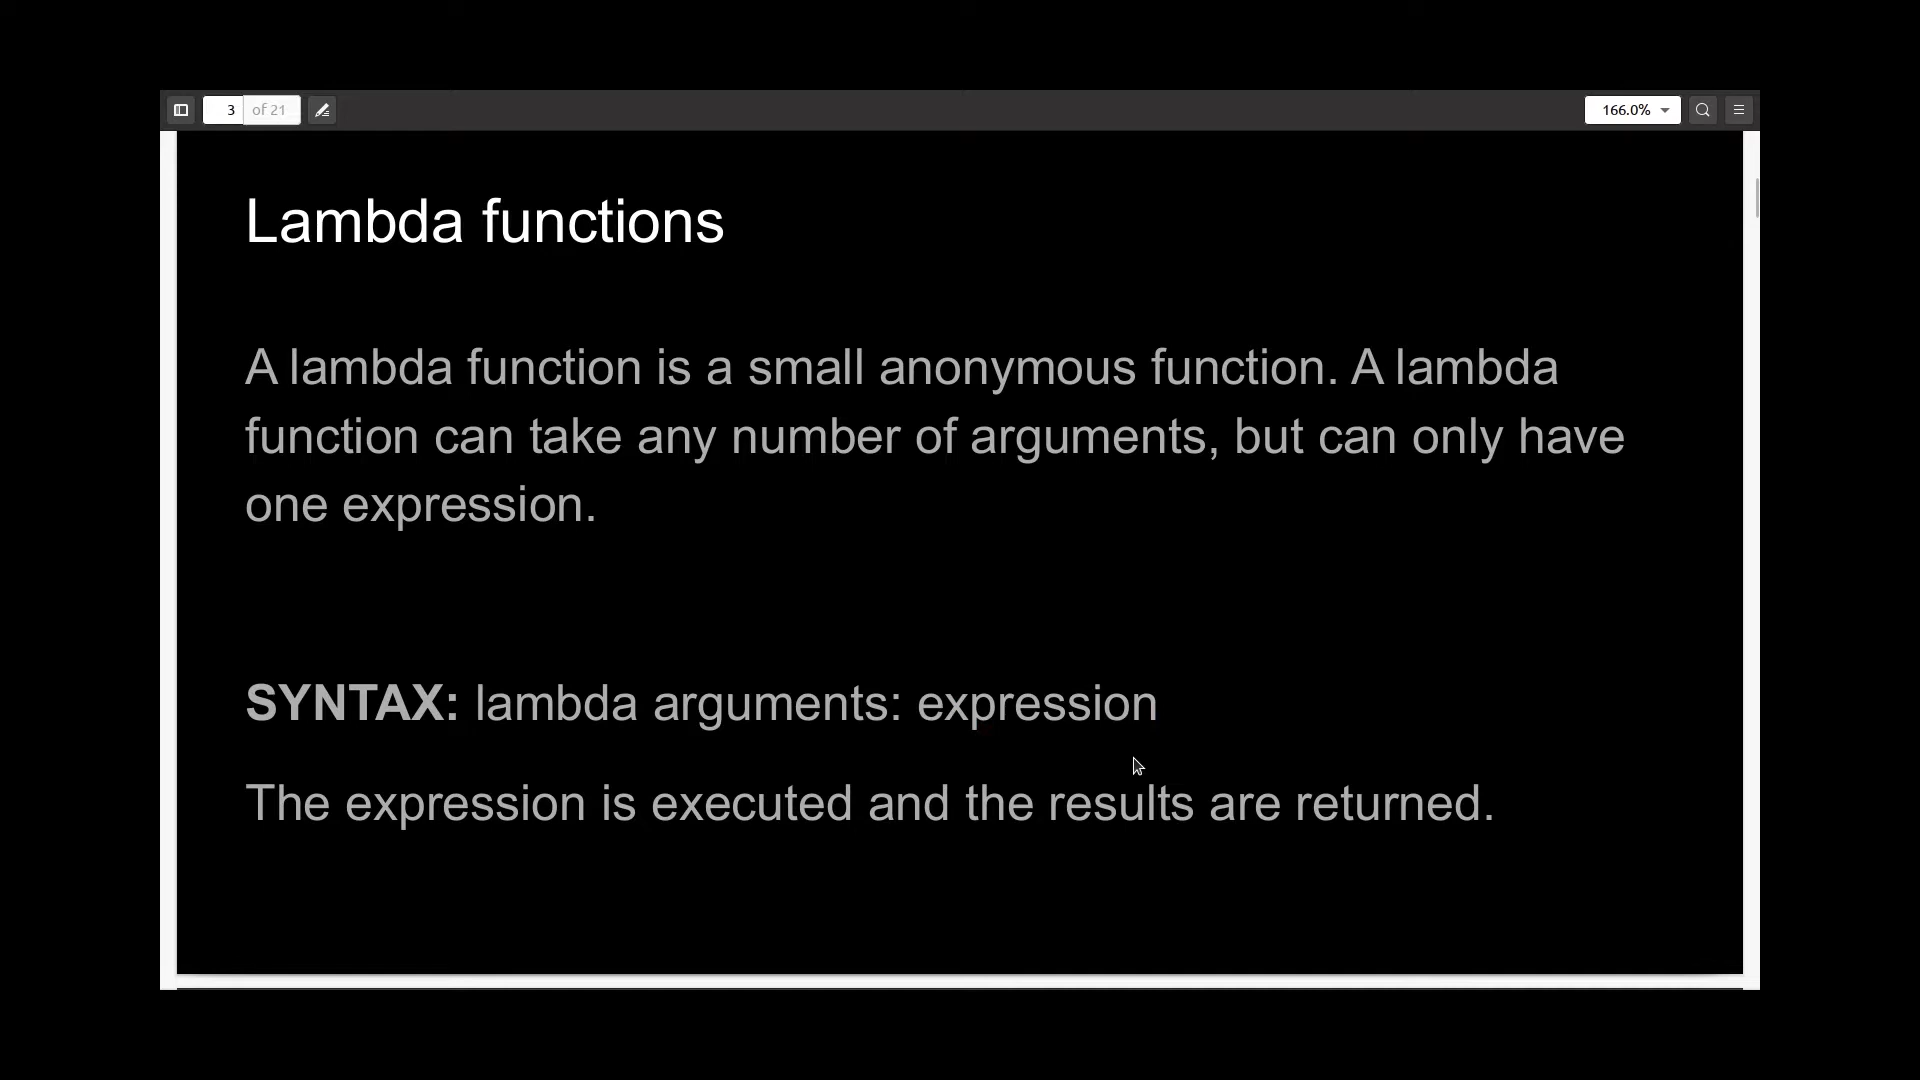 3 of 21
166.0%
Lambda functions
A lambda function is a small anonymous function. A lambda
function can take any number of arguments, but can only have
one expression.
SYNTAX: lambda arguments: expression
The expression is executed and the results are returned.